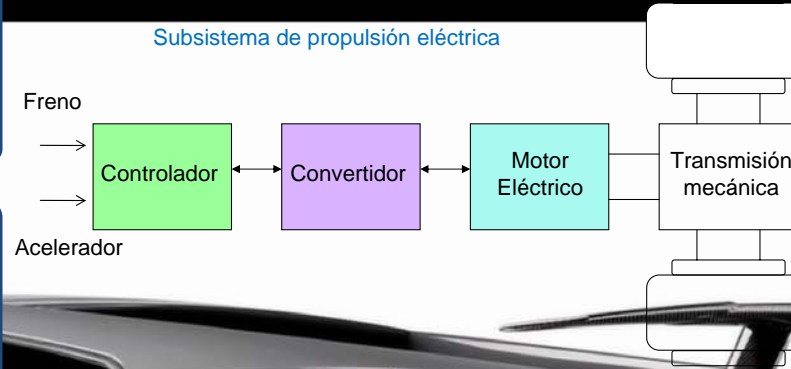 Subsistema de propulsión eléctrica
Freno
Controlador
Convertidor
Motor
Eléctrico
Transmisión
mecánica
Acelerador